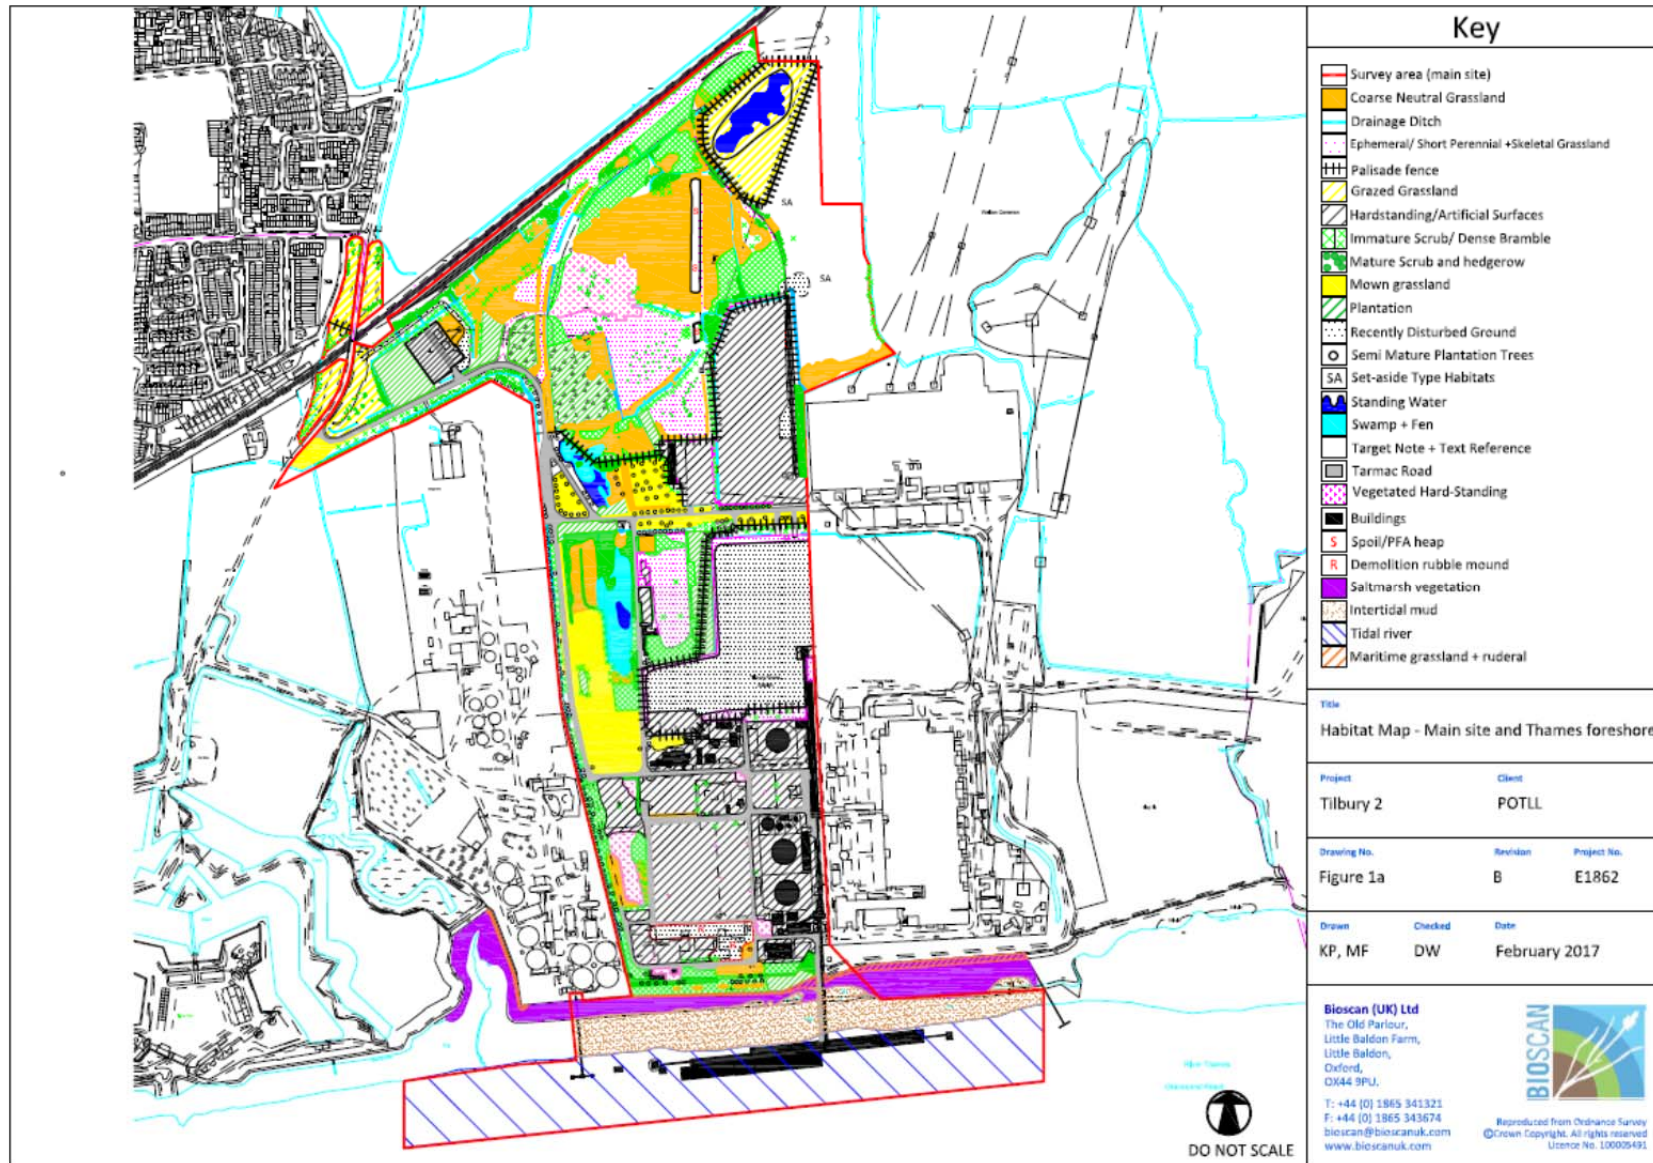 Key
Survey area (main site)
Coarse Neutral Grassland
Drainage Ditch
Ephemeral/ Short Perennial +Skeletal Grassland
Palisade fence
Grazed Grassland
Hardstanding/Artificial Surfaces
Immature Scrub/ Dense Bramble
Mature Scrub and hedgerow
Mown grassland
Plantation
Recently Disturbed Ground
Semi Mature Plantation Trees
SA Set-aside Type Habitats
Standing Water
Swamp + Fen
Target Note + Text Reference
Tarmac Road
Vegetated Hard-Standing
Buildings
S Spoil/PFA heap
R Demolition rubble mound
Saltmarsh vegetation
Intertidal mud
Tidal river
Maritime grassland + ruderal
SA
SA
S
S
R
R
River Thames
DO NOT SCALE
Title
Habitat Map - Main site and Thames foreshore
Project Client
Tilbury 2 POTLL
Drawing No. Revision Project No.
Figure 1a B E1862
Drawn Checked Date
KP, MF DW February 2017
Bioscan (UK) Ltd
The Old Parlour,
Little Baldon Farm,
Little Baldon,
Oxford,
OX44 9PU.
T: +44 (0) 1865 341321
F: +44 (0) 1865 343674
bioscan@bioscanuk.com
www.bioscanuk.com
BIOSCAN
Reproduced from Ordnance Survey
©Crown Copyright. All rights reserved
Licence No. 100005491